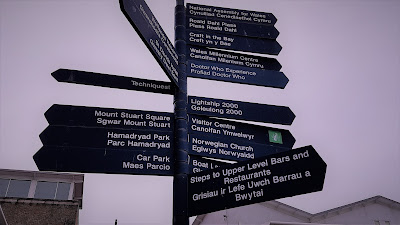 National Assembly for Wales
Cynulliad Cenedlaethol Cymru
Roald Dahl Plass
Plass Roald Dahl
Craft in the Bay
Crefft yn y Bae
Wales Millennium Centre
Canolfan Mileniwm Cymru
Doctor Who Experience
Profiad Doctor Who
Techniquest
Lightship 2000
Goleulong 2000
Mount Stuart Square
Sgwar Mount Stuart
Visitor Centre
Canolfan Ymwelwyr
Hamadryad Park
Parc Hamadryad
Norwegian Church
Eglwys Norwyaidd
Car Park
Maes Parcio
Boat
Steps to Upper Level Bars and
Restaurants
Grisiau i Lefe Uwch Barrau a
Bwytai